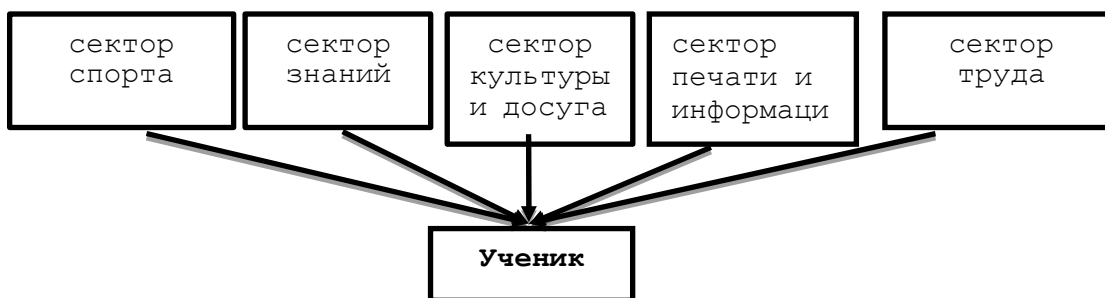 сектор
спорта
сектор
знаний
сектор
культуры
и досуга
сектор
печати и
информаци
сектор
труда
Ученик